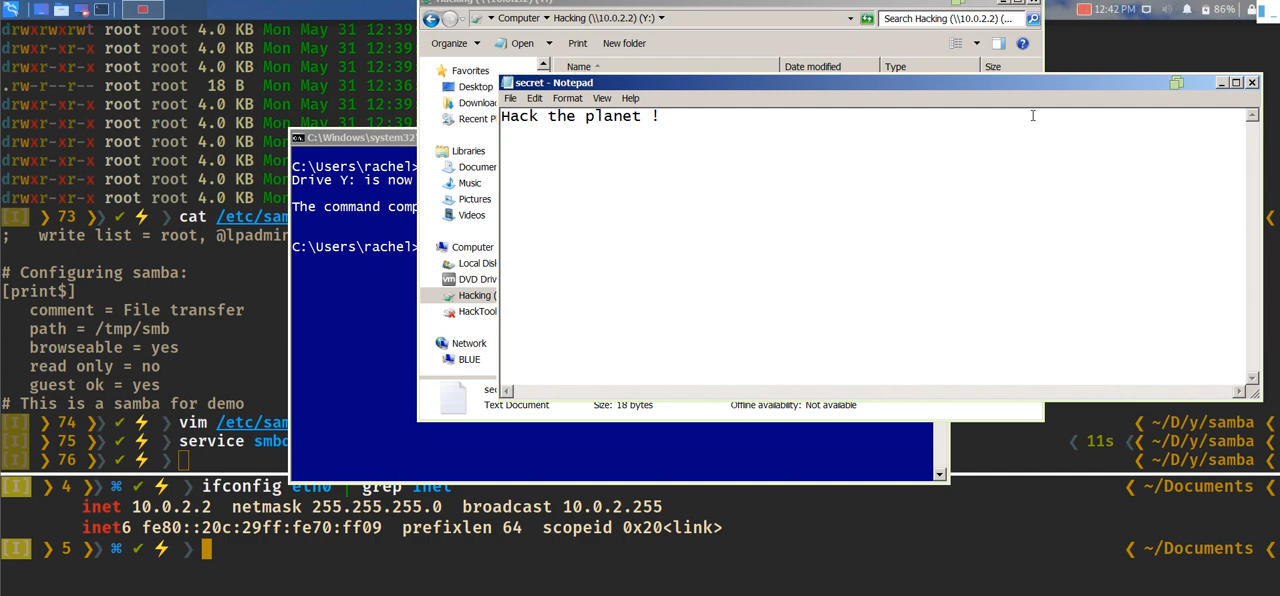 12:42 PM 86%
drwxrwxrwt root root 4.0 KB Mon May 31 12:39
drwxr-xr-x root root 4.0 KB Mon May 31 12:39
drwxr-xr-x root root 4.0 KB Mon May 31 12:39
.rw-r--r-- root root 18 B Mon May 31 12:36
drwxr-xr-x root root 4.0 KB Mon May 31 12:39
drwxr-xr-x root root 4.0 KB Mon May 31 12:39
drwxr-xr-x root root 4.0 KB Mon
drwxr-xr-x root root 4.0 KB Mon
drwxr-xr-x root root 4.0 KB Mon
drwxr-xr-x root root 4.0 KB Mon
[I] ❯ 73 ❯❯ ✔ ⚡ ❯ cat /etc/sam
; write list = root, @lpadmin
# Configuring samba:
[print$]
comment = File transfer
path = /tmp/smb
browseable = yes
read only = no
guest ok = yes
# This is a samba for demo
[I] ❯ 74 ❯❯ ✔ ⚡ ❯ vim /etc/sam ❮ ~/D/y/samba ❮
[I] ❯ 75 ❯❯ ✔ ⚡ ❯ service smbd ❮ 11s ❮❮ ~/D/y/samba ❮
[I] ❯ 76 ❯❯ ✔ ⚡ ❯ ❮ ~/D/y/samba ❮
[I] ❯ 4 ❯❯ ⌘ ✔ ⚡ ❯ ifconfig eth0 | grep inet ❮ ~/Documents ❮
inet 10.0.2.2 netmask 255.255.255.0 broadcast 10.0.2.255
inet6 fe80::20c:29ff:fe70:ff09 prefixlen 64 scopeid 0x20<link>
[I] ❯ 5 ❯❯ ⌘ ✔ ⚡ ❯ ❮ ~/Documents ❮
C:\Windows\system32
C:\Users\rachel>
Drive Y: is now
The command comp
C:\Users\rachel>
Computer Hacking (\\10.0.2.2) (Y:) Search Hacking (\\10.0.2.2) (...
Organize Open Print New folder
Name Date modified Type Size
Favorites
Desktop
Downloa
Recent P
Libraries
Documen
Music
Pictures
Videos
Computer
Local Disk
DVD Driv
Hacking (
HackTool
Network
BLUE
sec
Text Document Size: 18 bytes Offline availability: Not available
secret - Notepad
File Edit Format View Help
Hack the planet !